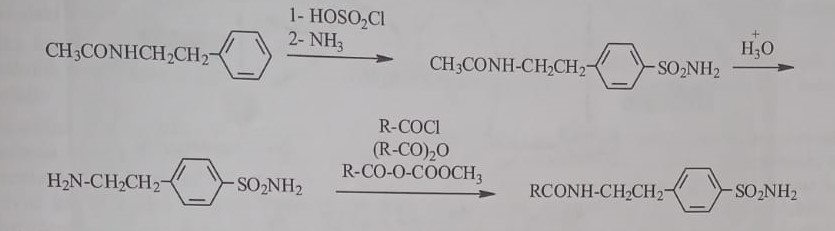 1- HOSO₂Cl
2- NH₃
CH₃CONHCH₂CH₂-
CH₃CONH-CH₂CH₂-
-SO₂NH₂
H₃O⁺
R-COCl
(R-CO)₂O
R-CO-O-COOCH₃
H₂N-CH₂CH₂-
-SO₂NH₂
RCONH-CH₂CH₂-
-SO₂NH₂